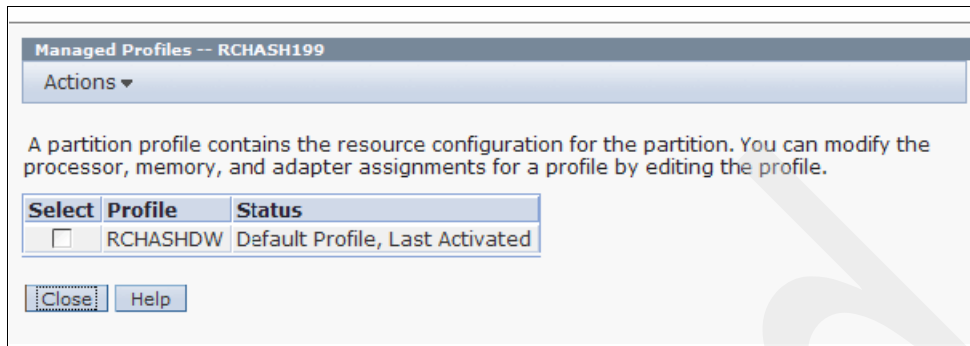 Managed Profiles -- RCHASH199
Actions
A partition profile contains the resource configuration for the partition. You can modify the
processor, memory, and adapter assignments for a profile by editing the profile.
Select Profile Status
RCHASHDW Default Profile, Last Activated
Close Help